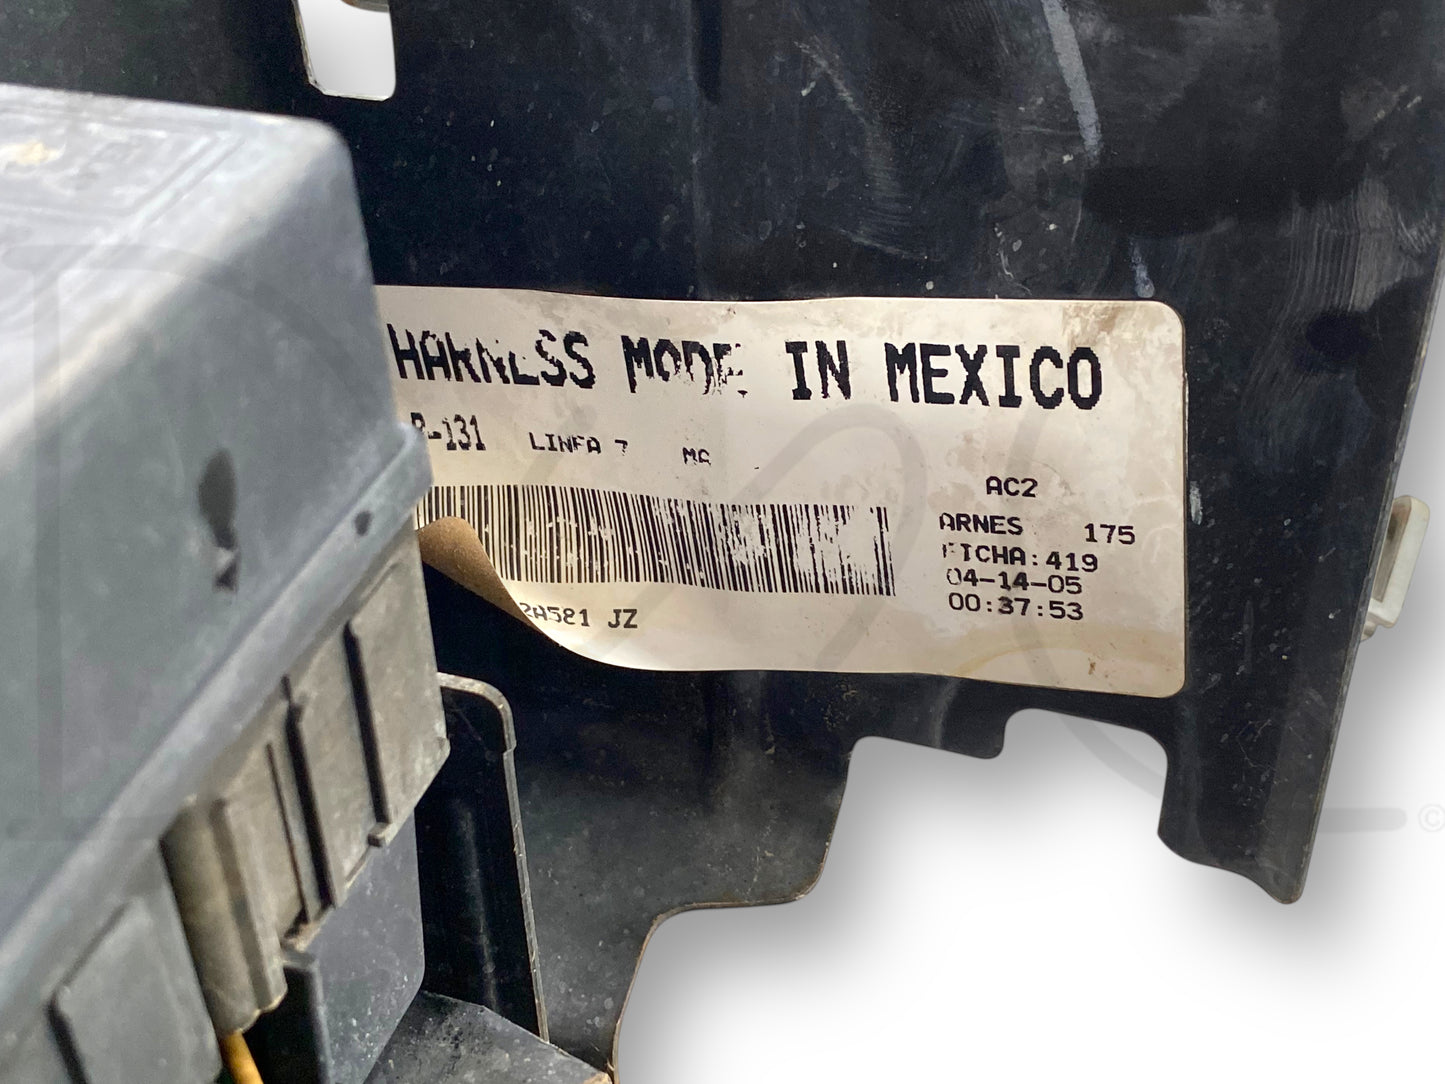 HARNESS MODE IN MEXICO
R-131 LINEA 7 MC
AC2
ARNES 175
FICHA:419
04-14-05
00:37:53
2A581 JZ
©